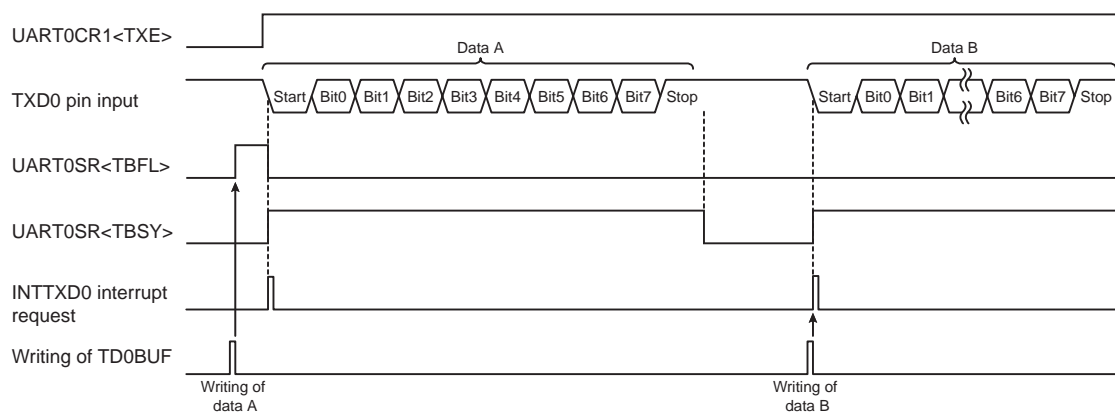 UART0CR1<TXE>
Data A
Data B
TXD0 pin input
Start Bit0 Bit1 Bit2 Bit3 Bit4 Bit5 Bit6 Bit7 Stop
Start Bit0 Bit1 Bit6 Bit7 Stop
UART0SR<TBFL>
UART0SR<TBSY>
INTTXD0 interrupt
request
Writing of TD0BUF
Writing of
data A
Writing of
data B